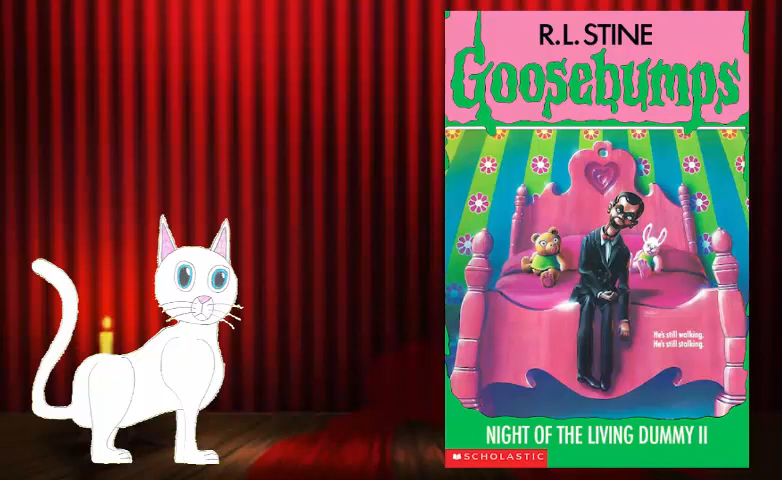 R.L. STINE
Goosebumps
He's still walking.
He's still stalking.
NIGHT OF THE LIVING DUMMY II
SCHOLASTIC